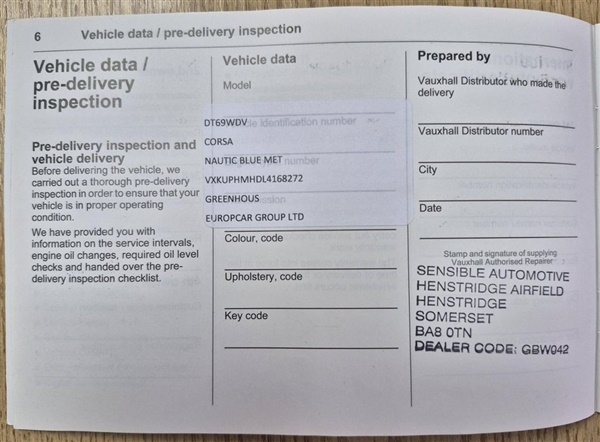 6 Vehicle data / pre-delivery inspection
Vehicle data /
pre-delivery
inspection
Pre-delivery inspection and
vehicle delivery
Before delivering the vehicle, we
carried out a thorough pre-delivery
inspection in order to ensure that your
vehicle is in proper operating
condition.
We have provided you with
information on the service intervals,
engine oil changes, required oil level
checks and handed over the pre-
delivery inspection checklist.
Vehicle data
Model
DT69WDV
identification number
CORSA
NAUTIC BLUE MET
number
VXKUPHMHDL4168272
GREENHOUS
EUROPCAR GROUP LTD
Colour, code
Upholstery, code
Key code
Prepared by
Vauxhall Distributor who made the
delivery
Vauxhall Distributor number
City
Date
Stamp and signature of supplying
Vauxhall Authorised Repairer
SENSIBLE AUTOMOTIVE
HENSTRIDGE AIRFIELD
HENSTRIDGE
SOMERSET
BA8 0TN
DEALER CODE: GBW042